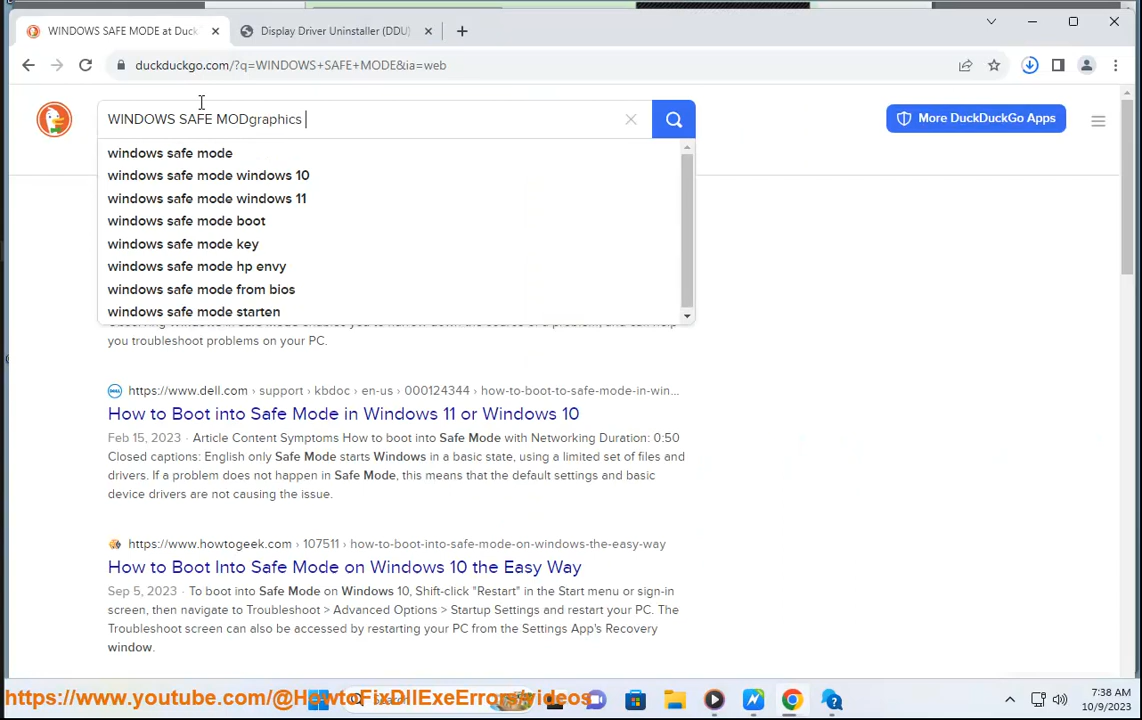 WINDOWS SAFE MODE at Duck
Display Driver Uninstaller (DDU)
duckduckgo.com/?q=WINDOWS+SAFE+MODE&ia=web
WINDOWS SAFE MODgraphics
More DuckDuckGo Apps
windows safe mode
windows safe mode windows 10
windows safe mode windows 11
windows safe mode boot
windows safe mode key
windows safe mode hp envy
windows safe mode from bios
windows safe mode starten
you troubleshoot problems on your PC.
https://www.dell.com › support › kbdoc › en-us › 000124344 › how-to-boot-to-safe-mode-in-win...
How to Boot into Safe Mode in Windows 11 or Windows 10
Feb 15, 2023 · Article Content Symptoms How to boot into Safe Mode with Networking Duration: 0:50
Closed captions: English only Safe Mode starts Windows in a basic state, using a limited set of files and
drivers. If a problem does not happen in Safe Mode, this means that the default settings and basic
device drivers are not causing the issue.
https://www.howtogeek.com › 107511 › how-to-boot-into-safe-mode-on-windows-the-easy-way
How to Boot Into Safe Mode on Windows 10 the Easy Way
Sep 5, 2023 · To boot into Safe Mode on Windows 10, Shift-click "Restart" in the Start menu or sign-in
screen, then navigate to Troubleshoot > Advanced Options > Startup Settings and restart your PC. The
Troubleshoot screen can also be accessed by restarting your PC from the Settings App's Recovery
window.
https://www.youtube.com/@HowtoFixDllExeErrors/videos
7:38 AM
10/9/2023